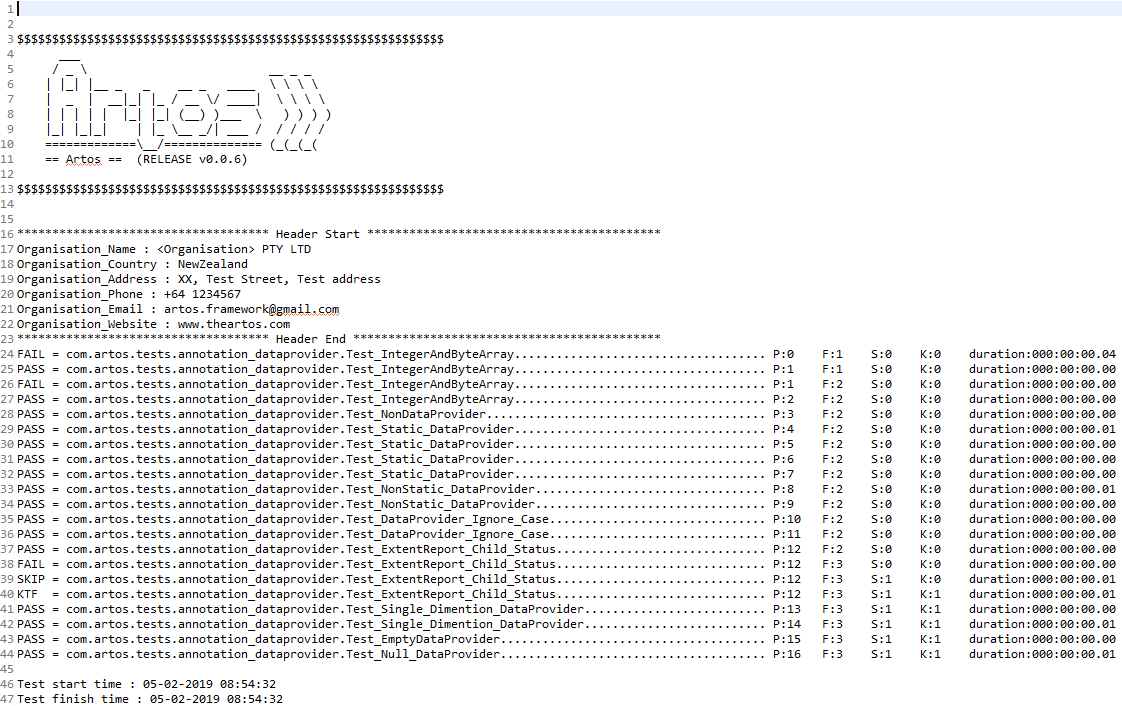 1
2
3 $$$$$$$$$$$$$$$$$$$$$$$$$$$$$$$$$$$$$$$$$$$$$$$$$$$$$$$$$$$$$
4       ___
5      / _ \                          __ _ _
6     | |_| |__ _   _    __ _   ____  \ \ \ \
7     |  _  |  __|_| |_ / __ \/  ____|  \ \ \ \
8     | | | | |  |_| |_| (__) )___  \   ) ) ) )
9     |_| |_|_|    | |_ \__ _/| ___ /  / / / /
10    =============\__/============== (_(_(_(
11    == Artos ==  (RELEASE v0.0.6)
12
13 $$$$$$$$$$$$$$$$$$$$$$$$$$$$$$$$$$$$$$$$$$$$$$$$$$$$$$$$$$$$$
14
15
16 ************************************ Header Start ******************************************
17 Organisation_Name : <Organisation> PTY LTD
18 Organisation_Country : NewZealand
19 Organisation_Address : XX, Test Street, Test address
20 Organisation_Phone : +64 1234567
21 Organisation_Email : artos.framework@gmail.com
22 Organisation_Website : www.theartos.com
23 ************************************ Header End ********************************************
24 FAIL = com.artos.tests.annotation_dataprovider.Test_IntegerAndByteArray.................................... P:0    F:1    S:0    K:0    duration:000:00:00.04
25 PASS = com.artos.tests.annotation_dataprovider.Test_IntegerAndByteArray.................................... P:1    F:1    S:0    K:0    duration:000:00:00.00
26 FAIL = com.artos.tests.annotation_dataprovider.Test_IntegerAndByteArray.................................... P:1    F:2    S:0    K:0    duration:000:00:00.00
27 PASS = com.artos.tests.annotation_dataprovider.Test_IntegerAndByteArray.................................... P:2    F:2    S:0    K:0    duration:000:00:00.00
28 PASS = com.artos.tests.annotation_dataprovider.Test_NonDataProvider........................................ P:3    F:2    S:0    K:0    duration:000:00:00.00
29 PASS = com.artos.tests.annotation_dataprovider.Test_Static_DataProvider.................................... P:4    F:2    S:0    K:0    duration:000:00:00.01
30 PASS = com.artos.tests.annotation_dataprovider.Test_Static_DataProvider.................................... P:5    F:2    S:0    K:0    duration:000:00:00.00
31 PASS = com.artos.tests.annotation_dataprovider.Test_Static_DataProvider.................................... P:6    F:2    S:0    K:0    duration:000:00:00.00
32 PASS = com.artos.tests.annotation_dataprovider.Test_Static_DataProvider.................................... P:7    F:2    S:0    K:0    duration:000:00:00.00
33 PASS = com.artos.tests.annotation_dataprovider.Test_NonStatic_DataProvider................................. P:8    F:2    S:0    K:0    duration:000:00:00.01
34 PASS = com.artos.tests.annotation_dataprovider.Test_NonStatic_DataProvider................................. P:9    F:2    S:0    K:0    duration:000:00:00.00
35 PASS = com.artos.tests.annotation_dataprovider.Test_DataProvider_Ignore_Case............................... P:10   F:2    S:0    K:0    duration:000:00:00.00
36 PASS = com.artos.tests.annotation_dataprovider.Test_DataProvider_Ignore_Case............................... P:11   F:2    S:0    K:0    duration:000:00:00.00
37 PASS = com.artos.tests.annotation_dataprovider.Test_ExtentReport_Child_Status.............................. P:12   F:2    S:0    K:0    duration:000:00:00.00
38 FAIL = com.artos.tests.annotation_dataprovider.Test_ExtentReport_Child_Status.............................. P:12   F:3    S:0    K:0    duration:000:00:00.00
39 SKIP = com.artos.tests.annotation_dataprovider.Test_ExtentReport_Child_Status.............................. P:12   F:3    S:1    K:0    duration:000:00:00.01
40 KTF  = com.artos.tests.annotation_dataprovider.Test_ExtentReport_Child_Status.............................. P:12   F:3    S:1    K:1    duration:000:00:00.01
41 PASS = com.artos.tests.annotation_dataprovider.Test_Single_Dimention_DataProvider.......................... P:13   F:3    S:1    K:1    duration:000:00:00.00
42 PASS = com.artos.tests.annotation_dataprovider.Test_Single_Dimention_DataProvider.......................... P:14   F:3    S:1    K:1    duration:000:00:00.01
43 PASS = com.artos.tests.annotation_dataprovider.Test_EmptyDataProvider...................................... P:15   F:3    S:1    K:1    duration:000:00:00.00
44 PASS = com.artos.tests.annotation_dataprovider.Test_Null_DataProvider...................................... P:16   F:3    S:1    K:1    duration:000:00:00.01
45
46 Test start time : 05-02-2019 08:54:32
47 Test finish time : 05-02-2019 08:54:32